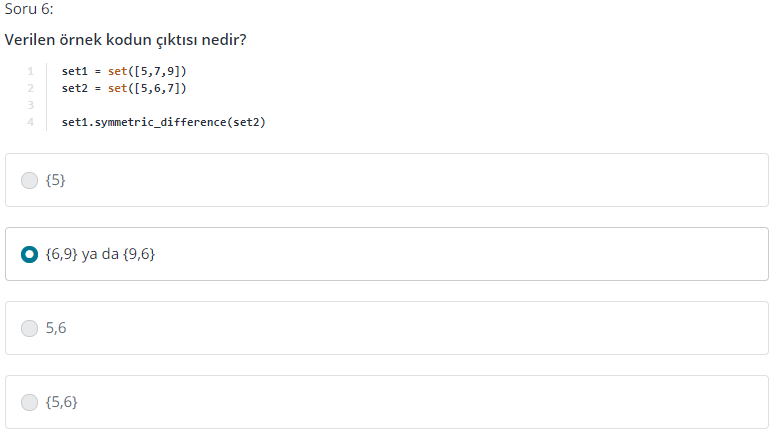 Soru 6:
Verilen örnek kodun çıktısı nedir?
1 set1 = set([5,7,9])
2 set2 = set([5,6,7])
3
4 set1.symmetric_difference(set2)
{5}
{6,9} ya da {9,6}
5,6
{5,6}